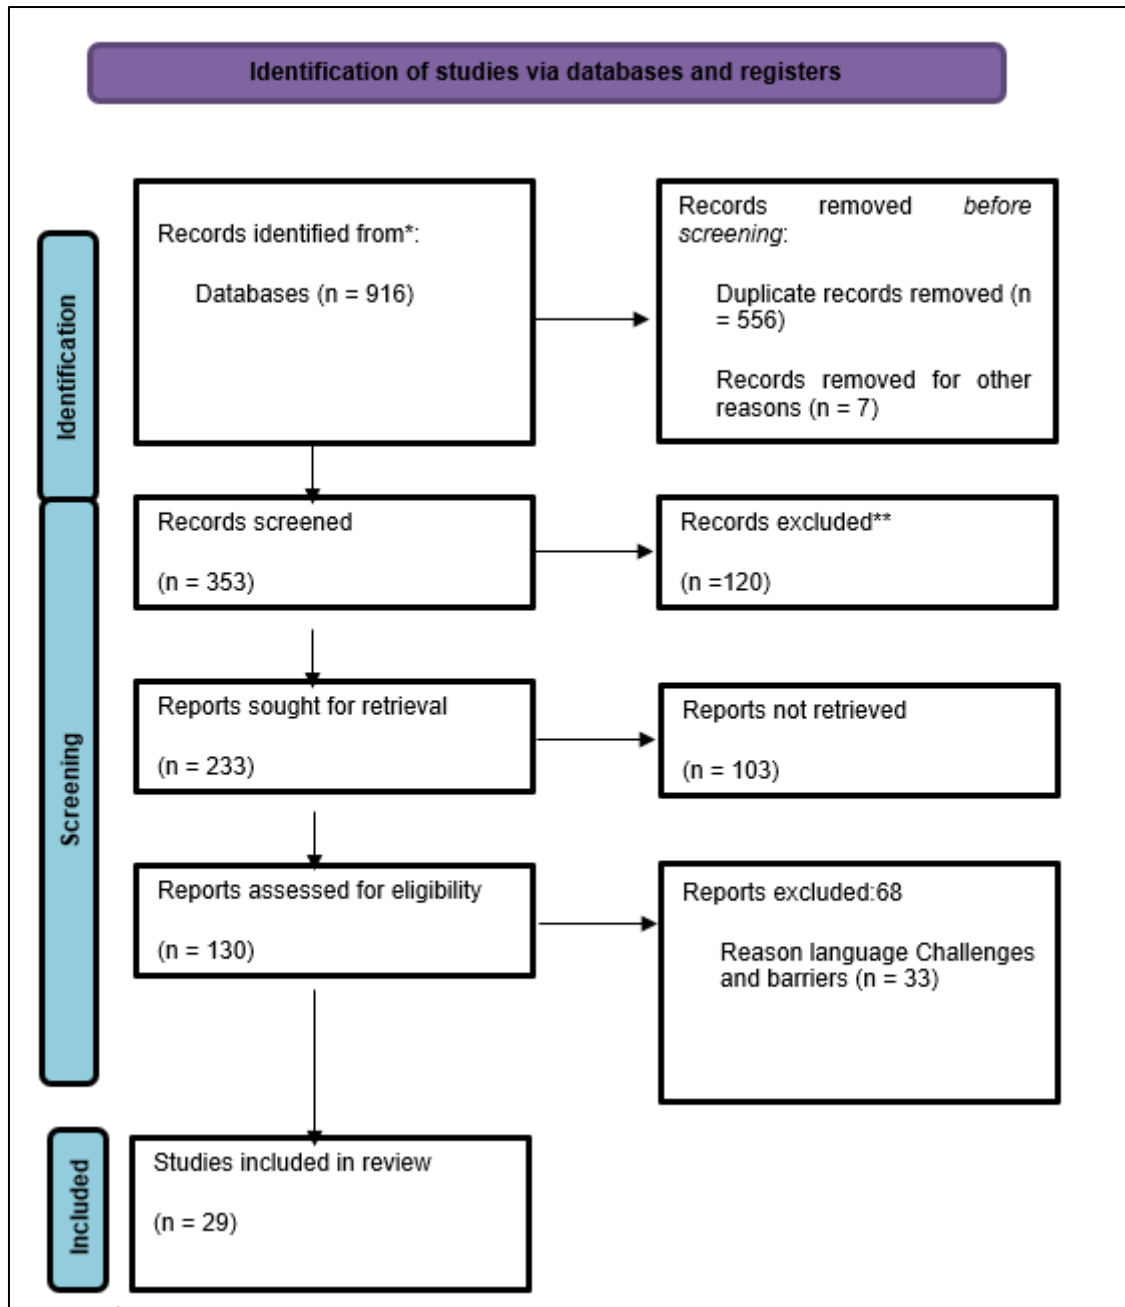 Identification of studies via databases and registers
Identification
Records identified from*:
Databases (n = 916)
Records removed before
screening:
Duplicate records removed (n
= 556)
Records removed for other
reasons (n = 7)
Screening
Records screened
(n = 353)
Records excluded**
(n =120)
Reports sought for retrieval
(n = 233)
Reports not retrieved
(n = 103)
Reports assessed for eligibility
(n = 130)
Reports excluded:68
Reason language Challenges
and barriers (n = 33)
Included
Studies included in review
(n = 29)